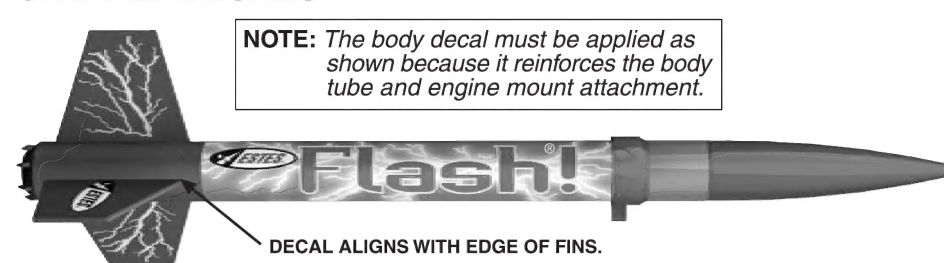 NOTE: The body decal must be applied as
shown because it reinforces the body
tube and engine mount attachment.
ESTES
Flash!®
ESTES
DECAL ALIGNS WITH EDGE OF FINS.